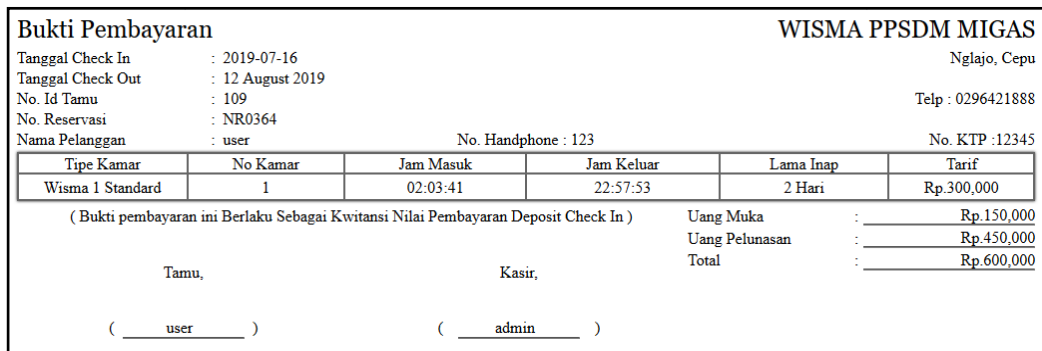 Bukti Pembayaran WISMA PPSDM MIGAS
Tanggal Check In : 2019-07-16 Nglajo, Cepu
Tanggal Check Out : 12 August 2019
No. Id Tamu : 109 Telp : 0296421888
No. Reservasi : NR0364
Nama Pelanggan : user No. Handphone : 123 No. KTP :12345
Tipe Kamar No Kamar Jam Masuk Jam Keluar Lama Inap Tarif
Wisma 1 Standard 1 02:03:41 22:57:53 2 Hari Rp.300,000
( Bukti pembayaran ini Berlaku Sebagai Kwitansi Nilai Pembayaran Deposit Check In ) Uang Muka : Rp.150,000
Uang Pelunasan : Rp.450,000
Total : Rp.600,000
Tamu, Kasir,
( user ) ( admin )